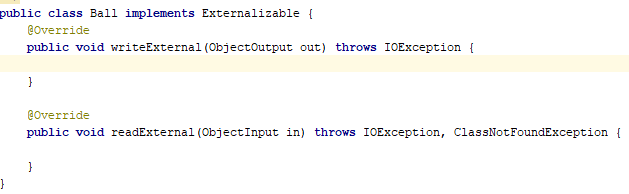 public class Ball implements Externalizable {
    @Override
    public void writeExternal(ObjectOutput out) throws IOException {

    }

    @Override
    public void readExternal(ObjectInput in) throws IOException, ClassNotFoundException {

    }
}